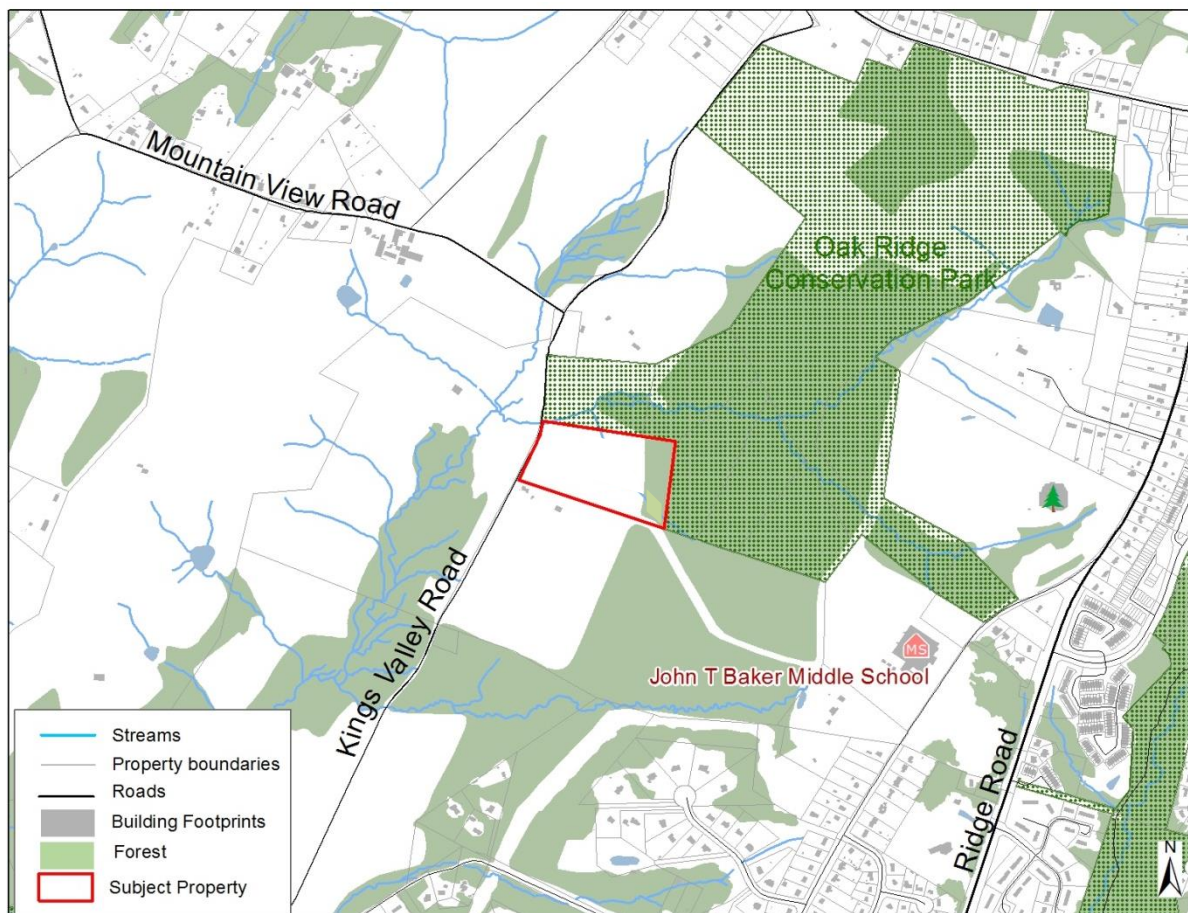 Mountain View Road
Oak Ridge
Conservation Park
Kings Valley Road
MS
John T Baker Middle School
Ridge Road
Streams
Property boundaries
Roads
Building Footprints
Forest
Subject Property
N